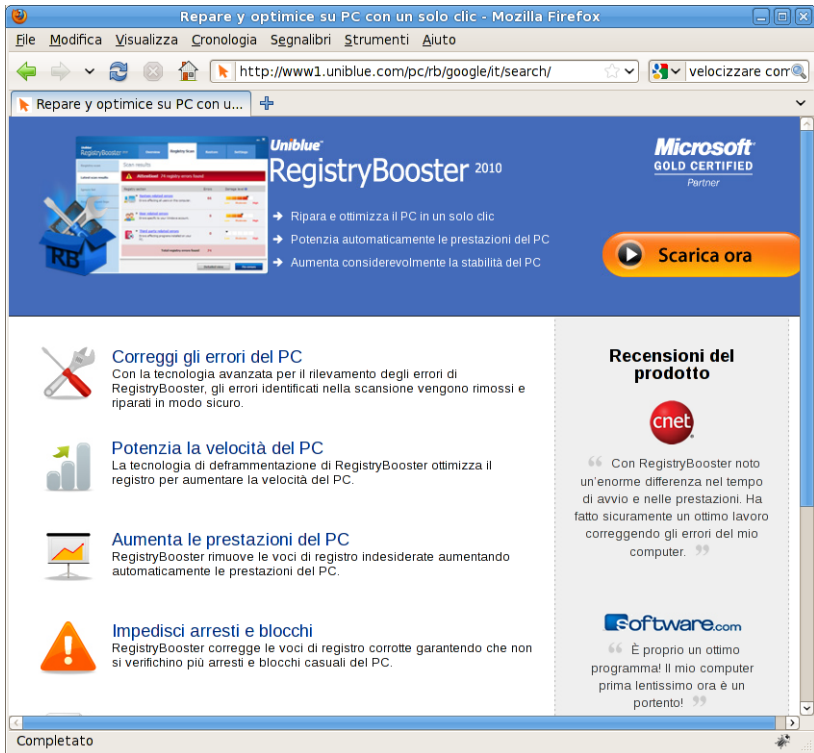 Repare y optimice su PC con un solo clic - Mozilla Firefox
File Modifica Visualizza Cronologia Segnalibri Strumenti Aiuto
http://www1.uniblue.com/pc/rb/google/it/search/
velocizzare com
Repare y optimice su PC con u...
Uniblue
RegistryBooster 2010
Ripara e ottimizza il PC in un solo clic
Potenzia automaticamente le prestazioni del PC
Aumenta considerevolmente la stabilità del PC
RB
Microsoft
GOLD CERTIFIED
Partner
Scarica ora
Correggi gli errori del PC
Con la tecnologia avanzata per il rilevamento degli errori di
RegistryBooster, gli errori identificati nella scansione vengono rimossi e
riparati in modo sicuro.
Potenzia la velocità del PC
La tecnologia di deframmentazione di RegistryBooster ottimizza il
registro per aumentare la velocità del PC.
Aumenta le prestazioni del PC
RegistryBooster rimuove le voci di registro indesiderate aumentando
automaticamente le prestazioni del PC.
Impedisci arresti e blocchi
RegistryBooster corregge le voci di registro corrotte garantendo che non
si verifichino più arresti e blocchi casuali del PC.
Recensioni del
prodotto
cnet
“ Con RegistryBooster noto
un'enorme differenza nel tempo
di avvio e nelle prestazioni. Ha
fatto sicuramente un ottimo lavoro
correggendo gli errori del mio
computer. ”
Software.com
“ È proprio un ottimo
programma! Il mio computer
prima lentissimo ora è un
portento! ”
Completato